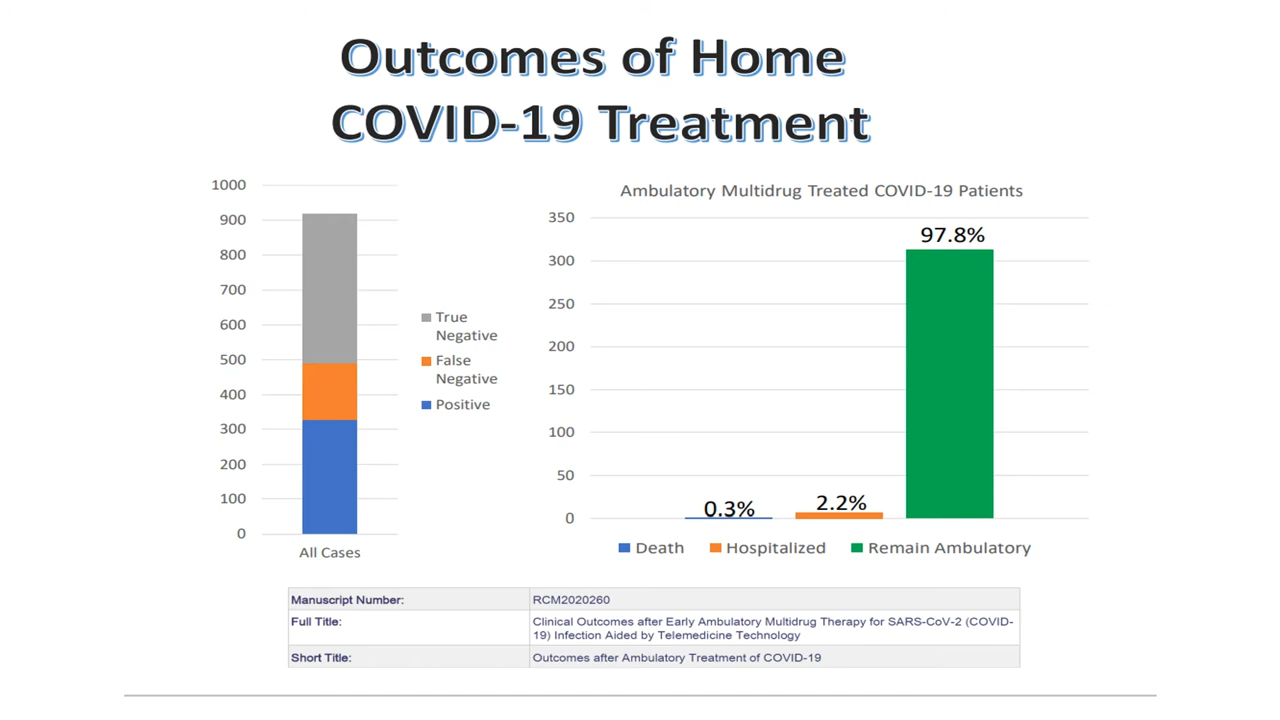 Outcomes of Home
COVID-19 Treatment
1000
900
800
700
600
500
400
300
200
100
0
All Cases
True
Negative
False
Negative
Positive
Ambulatory Multidrug Treated COVID-19 Patients
350
300
250
200
150
100
50
0
0.3%
2.2%
97.8%
Death Hospitalized Remain Ambulatory
Manuscript Number: RCM2020260
Full Title: Clinical Outcomes after Early Ambulatory Multidrug Therapy for SARS-CoV-2 (COVID-
19) Infection Aided by Telemedicine Technology
Short Title: Outcomes after Ambulatory Treatment of COVID-19